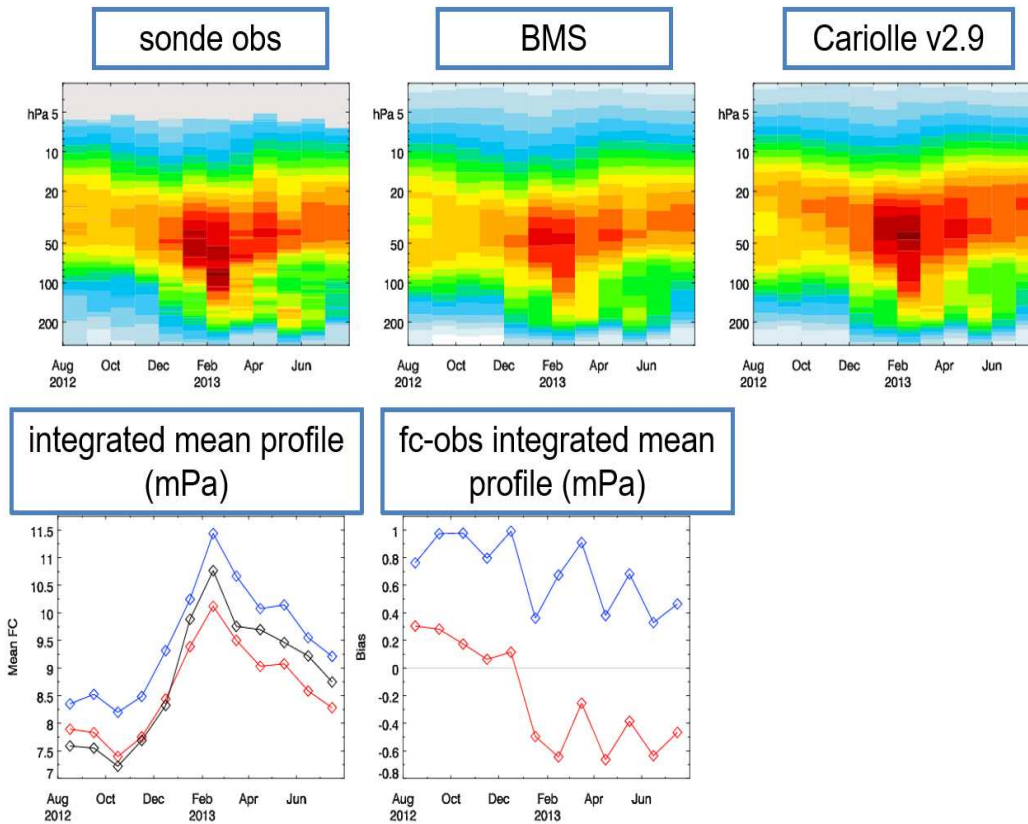 sonde obs
BMS
Cariolle v2.9
hPa 5
10
20
50
100
200
Aug Oct Dec Feb Apr Jun
2012 2013
hPa 5
10
20
50
100
200
Aug Oct Dec Feb Apr Jun
2012 2013
hPa 5
10
20
50
100
200
Aug Oct Dec Feb Apr Jun
2012 2013
integrated mean profile
(mPa)
fc-obs integrated mean
profile (mPa)
11.5
11
10.5
10
9.5
9
8.5
8
7.5
7
Mean FC
Aug Oct Dec Feb Apr Jun
2012 2013
1
0.8
0.6
0.4
0.2
0
-0.2
-0.4
-0.6
-0.8
Bias
Aug Oct Dec Feb Apr Jun
2012 2013